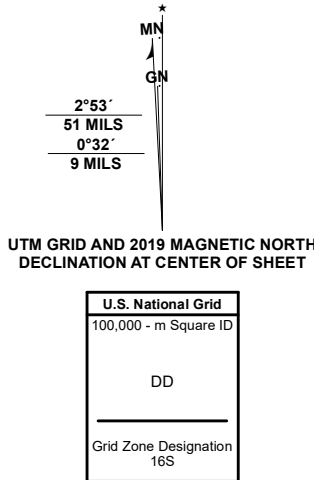 ★
MN
GN
2°53´
51 MILS
0°32´
9 MILS
UTM GRID AND 2019 MAGNETIC NORTH
DECLINATION AT CENTER OF SHEET
U.S. National Grid
100,000 - m Square ID
DD
Grid Zone Designation
16S